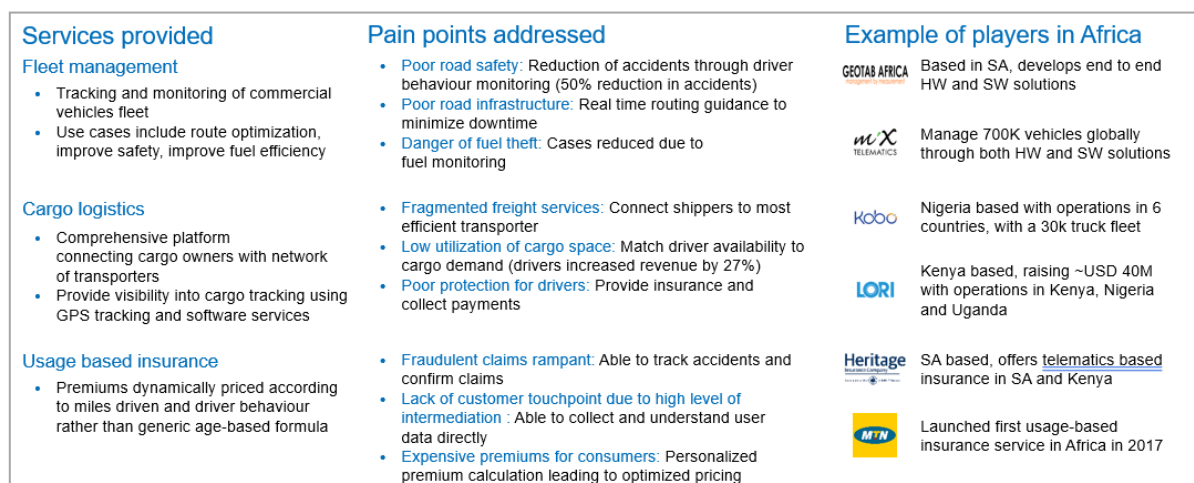 Services provided
Fleet management
• Tracking and monitoring of commercial
vehicles fleet
• Use cases include route optimization,
improve safety, improve fuel efficiency
Cargo logistics
• Comprehensive platform
connecting cargo owners with network
of transporters
• Provide visibility into cargo tracking using
GPS tracking and software services
Usage based insurance
• Premiums dynamically priced according
to miles driven and driver behaviour
rather than generic age-based formula
Pain points addressed
• Poor road safety: Reduction of accidents through driver
behaviour monitoring (50% reduction in accidents)
• Poor road infrastructure: Real time routing guidance to
minimize downtime
• Danger of fuel theft: Cases reduced due to
fuel monitoring
• Fragmented freight services: Connect shippers to most
efficient transporter
• Low utilization of cargo space: Match driver availability to
cargo demand (drivers increased revenue by 27%)
• Poor protection for drivers: Provide insurance and
collect payments
• Fraudulent claims rampant: Able to track accidents and
confirm claims
• Lack of customer touchpoint due to high level of
intermediation : Able to collect and understand user
data directly
• Expensive premiums for consumers: Personalized
premium calculation leading to optimized pricing
Example of players in Africa
GEOTAB AFRICA
management by measurement
Based in SA, develops end to end
HW and SW solutions
mix
TELEMATICS
Manage 700K vehicles globally
through both HW and SW solutions
Kobo
Nigeria based with operations in 6
countries, with a 30k truck fleet
LORI
Kenya based, raising ~USD 40M
with operations in Kenya, Nigeria
and Uganda
Heritage
Insurance Company
SA based, offers telematics based
insurance in SA and Kenya
MTN
Launched first usage-based
insurance service in Africa in 2017